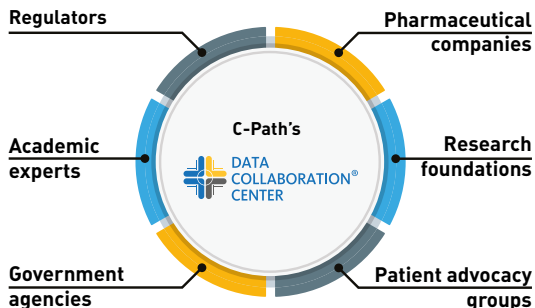 Regulators
Pharmaceutical
companies
C-Path's
DATA
COLLABORATION®
CENTER
Academic
experts
Research
foundations
Government
agencies
Patient advocacy
groups